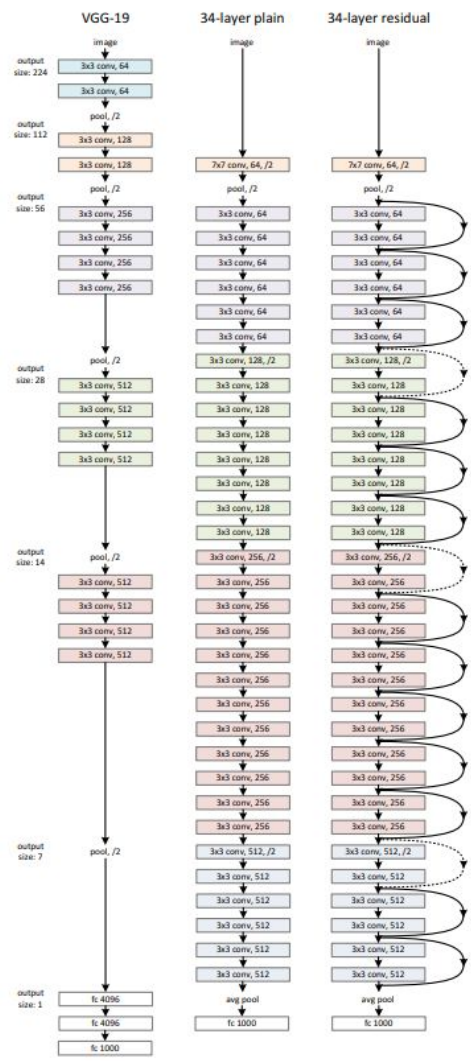 VGG-19
image
output
size: 224
3x3 conv, 64
3x3 conv, 64
pool, /2
output
size: 112
3x3 conv, 128
3x3 conv, 128
pool, /2
output
size: 56
3x3 conv, 256
3x3 conv, 256
3x3 conv, 256
3x3 conv, 256
pool, /2
output
size: 28
3x3 conv, 512
3x3 conv, 512
3x3 conv, 512
3x3 conv, 512
pool, /2
output
size: 14
3x3 conv, 512
3x3 conv, 512
3x3 conv, 512
3x3 conv, 512
output
size: 7
pool, /2
output
size: 1
fc 4096
fc 4096
fc 1000
34-layer plain
image
7x7 conv, 64, /2
pool, /2
3x3 conv, 64
3x3 conv, 64
3x3 conv, 64
3x3 conv, 64
3x3 conv, 64
3x3 conv, 64
3x3 conv, 128, /2
3x3 conv, 128
3x3 conv, 128
3x3 conv, 128
3x3 conv, 128
3x3 conv, 128
3x3 conv, 128
3x3 conv, 128
3x3 conv, 256, /2
3x3 conv, 256
3x3 conv, 256
3x3 conv, 256
3x3 conv, 256
3x3 conv, 256
3x3 conv, 256
3x3 conv, 256
3x3 conv, 256
3x3 conv, 256
3x3 conv, 256
3x3 conv, 256
3x3 conv, 512, /2
3x3 conv, 512
3x3 conv, 512
3x3 conv, 512
3x3 conv, 512
3x3 conv, 512
avg pool
fc 1000
34-layer residual
image
7x7 conv, 64, /2
pool, /2
3x3 conv, 64
3x3 conv, 64
3x3 conv, 64
3x3 conv, 64
3x3 conv, 64
3x3 conv, 64
3x3 conv, 128, /2
3x3 conv, 128
3x3 conv, 128
3x3 conv, 128
3x3 conv, 128
3x3 conv, 128
3x3 conv, 128
3x3 conv, 128
3x3 conv, 256, /2
3x3 conv, 256
3x3 conv, 256
3x3 conv, 256
3x3 conv, 256
3x3 conv, 256
3x3 conv, 256
3x3 conv, 256
3x3 conv, 256
3x3 conv, 256
3x3 conv, 256
3x3 conv, 256
3x3 conv, 512, /2
3x3 conv, 512
3x3 conv, 512
3x3 conv, 512
3x3 conv, 512
3x3 conv, 512
avg pool
fc 1000